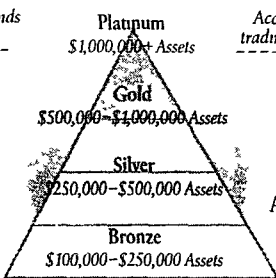 Platinum
$1,000,000+ Assets
Gold
$500,000–$1,000,000 Assets
Silver
$250,000–$500,000 Assets
Bronze
$100,000–$250,000 Assets